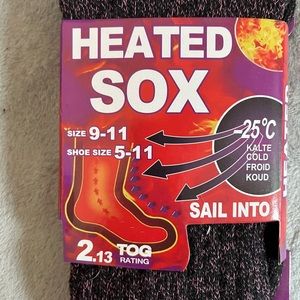 HEATED
SOX
SIZE 9-11
SHOE SIZE 5-11
-25°C
KALTE
COLD
FROID
KOUD
SAIL INTO
2.13 TOG
RATING
HEA